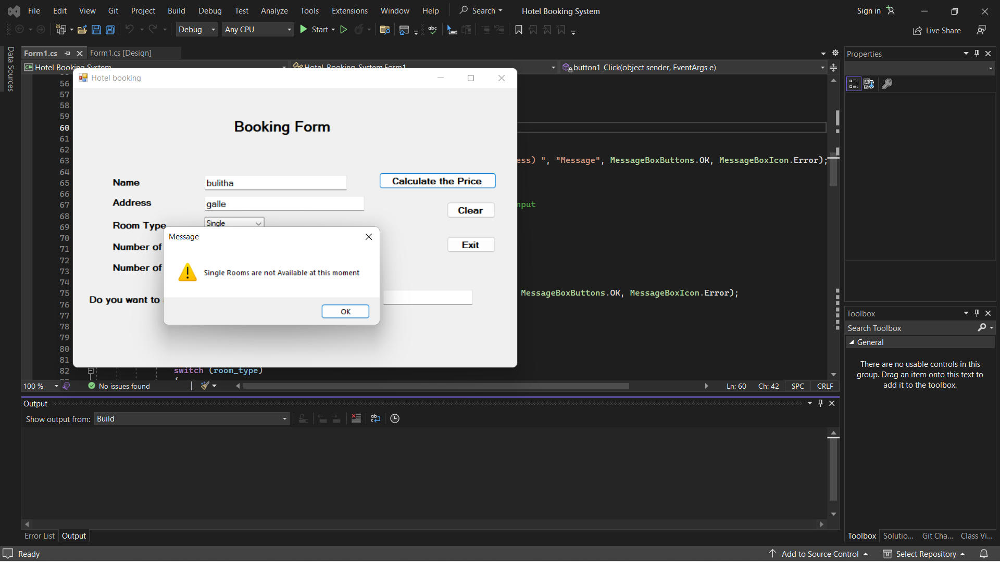 File Edit View Git Project Build Debug Test Analyze Tools Extensions Window Help Search Hotel Booking System Sign in
Debug Any CPU Start Live Share
Data Sources
Form1.cs Form1.cs [Design]
C# Hotel Booking System Hotel_Booking_System.Form1 button1_Click(object sender, EventArgs e)
Hotel booking
56
57
58
59
60
61
62
63
64
65
66
67
68
69
70
71
72
73
74
75
76
77
78
79
80
81
82
Booking Form
ess) ", "Message", MessageBoxButtons.OK, MessageBoxIcon.Error);
Name bulitha Calculate the Price
Address galle
nput
Clear
Room Type Single
Number of
Exit
Number of
Do you want to
Message
Single Rooms are not Available at this moment
OK
MessageBoxButtons.OK, MessageBoxIcon.Error);
switch (room_type)
100 % No issues found Ln: 60 Ch: 42 SPC CRLF
Output
Show output from: Build
Error List Output
Properties
Toolbox
Search Toolbox
General
There are no usable controls in this
group. Drag an item onto this text to
add it to the toolbox.
Toolbox Solutio... Git Cha... Class Vi...
Ready Add to Source Control Select Repository